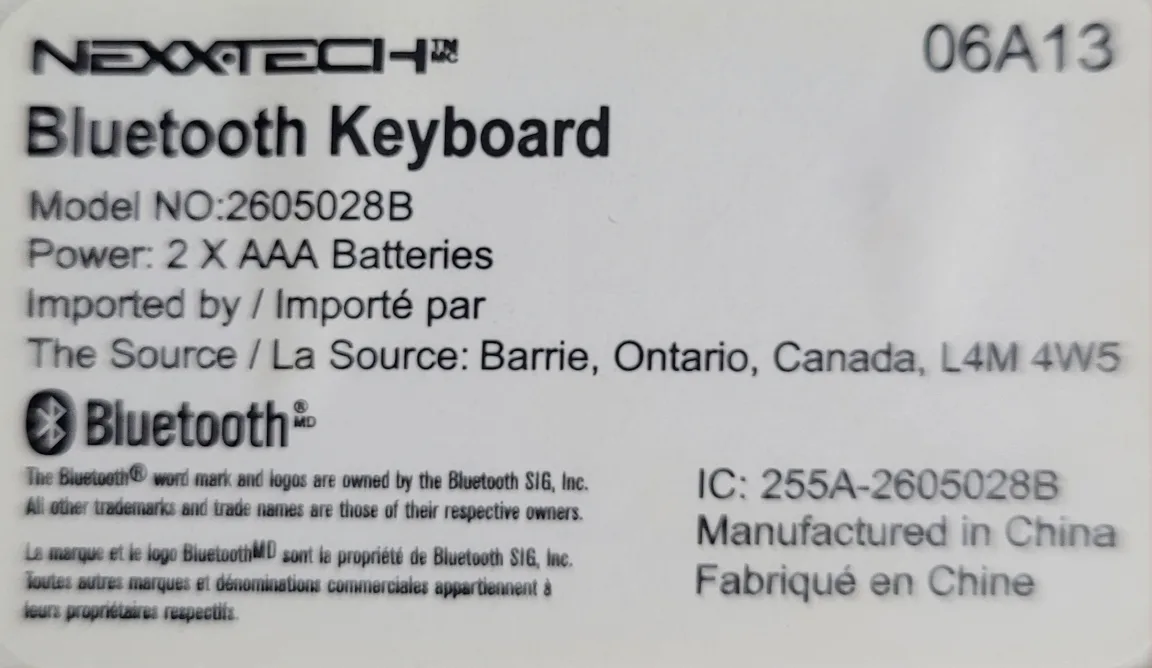 NEXXTECH™ MC
06A13
Bluetooth Keyboard
Model NO:2605028B
Power: 2 X AAA Batteries
Imported by / Importé par
The Source / La Source: Barrie, Ontario, Canada, L4M 4W5
Bluetooth® MD
The Bluetooth® word mark and logos are owned by the Bluetooth SIG, Inc.
All other trademarks and trade names are those of their respective owners.
La marque et le logo BluetoothMD sont la propriété de Bluetooth SIG, Inc.
Toutes autres marques et dénominations commerciales appartiennent à
leurs propriétaires respectifs.
IC: 255A-2605028B
Manufactured in China
Fabriqué en Chine